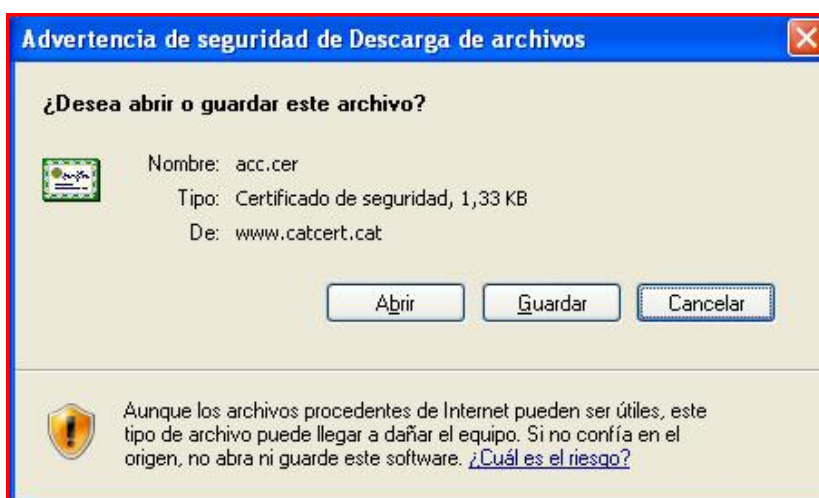 Advertencia de seguridad de Descarga de archivos
¿Desea abrir o guardar este archivo?
Nombre: acc.cer
Tipo: Certificado de seguridad, 1,33 KB
De: www.catcert.cat
Abrir Guardar Cancelar
Aunque los archivos procedentes de Internet pueden ser útiles, este
tipo de archivo puede llegar a dañar el equipo. Si no confía en el
origen, no abra ni guarde este software. ¿Cuál es el riesgo?